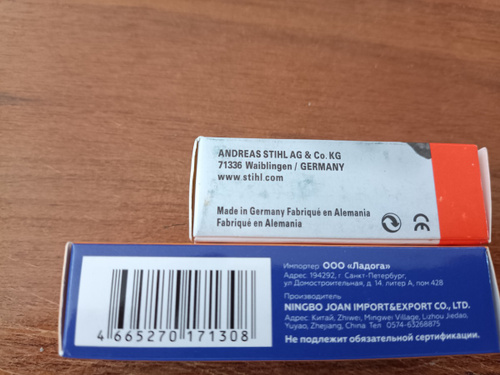 ANDREAS STIHL AG & Co. KG
71336 Waiblingen / GERMANY
www.stihl.com
Made in Germany Fabriqué en Alemania
Fabriqué en Alemania
CE
Импортер: ООО «Ладога»
Адрес: 194292, г. Санкт-Петербург,
ул Домостроительная, д. 14. литер А, пом 428
Производитель
NINGBO JOAN IMPORT&EXPORT CO., LTD.
Адрес: Китай, Zhiwei, Mingwei Village, Lizhou Jiedao,
Yuyao, Zhejiang, China Tel 0574-63268875
Не подлежит обязательной сертификации.
4 665270 171308